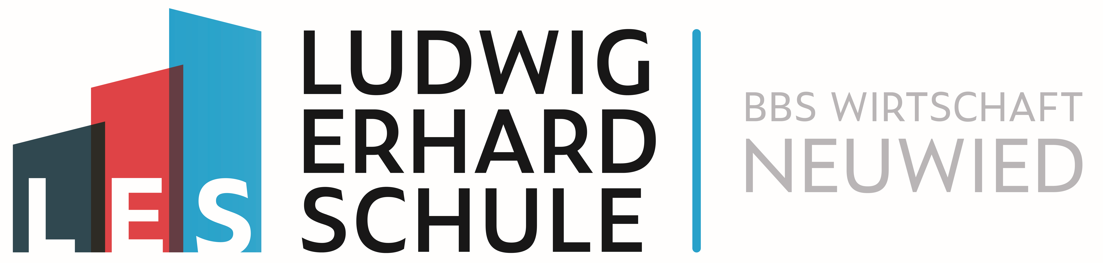 LES
LUDWIG
ERHARD
SCHULE
BBS WIRTSCHAFT
NEUWIED